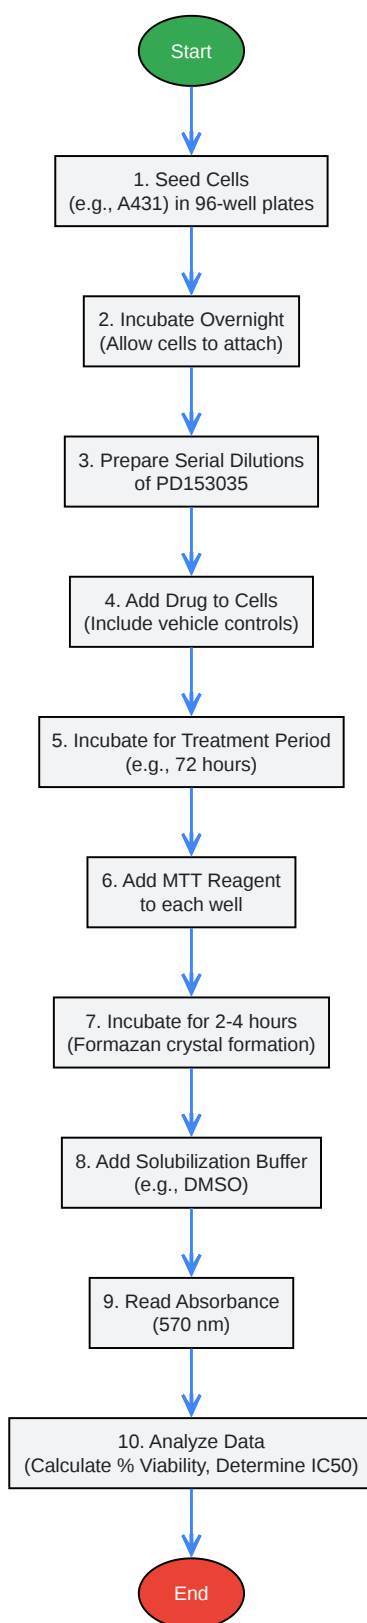 Start
1. Seed Cells
(e.g., A431) in 96-well plates
2. Incubate Overnight
(Allow cells to attach)
3. Prepare Serial Dilutions
of PD153035
4. Add Drug to Cells
(Include vehicle controls)
5. Incubate for Treatment Period
(e.g., 72 hours)
6. Add MTT Reagent
to each well
7. Incubate for 2-4 hours
(Formazan crystal formation)
8. Add Solubilization Buffer
(e.g., DMSO)
9. Read Absorbance
(570 nm)
10. Analyze Data
(Calculate % Viability, Determine IC50)
End